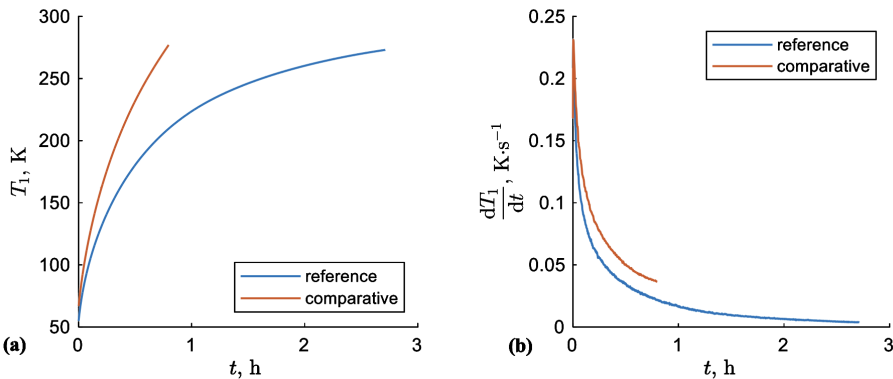 300
250
200
150
100
50
T₁, K
0
1
2
3
t, h
reference
comparative
(a)
0.25
0.2
0.15
0.1
0.05
0
dT₁/dt, K·s⁻¹
0
1
2
3
t, h
reference
comparative
(b)